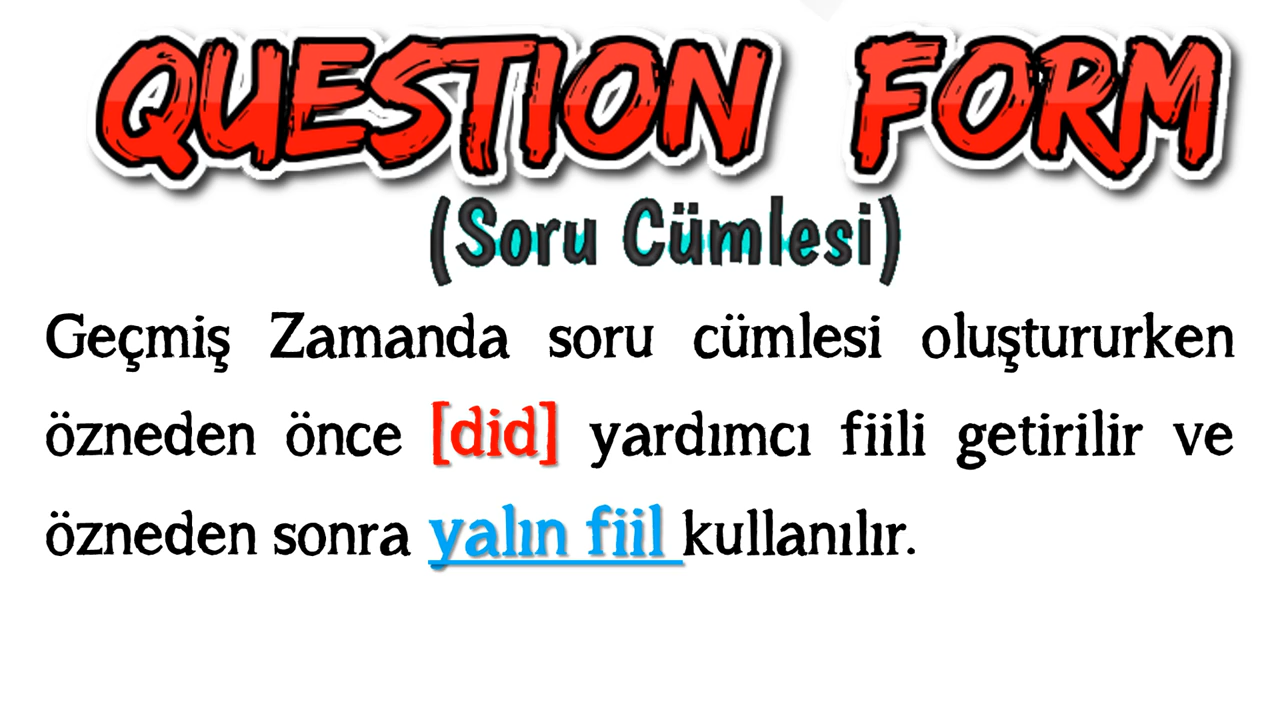 QUESTION FORM
(Soru Cümlesi)
Geçmiş Zamanda soru cümlesi oluştururken
özneden önce [did] yardımcı fiili getirilir ve
özneden sonra yalın fiil kullanılır.